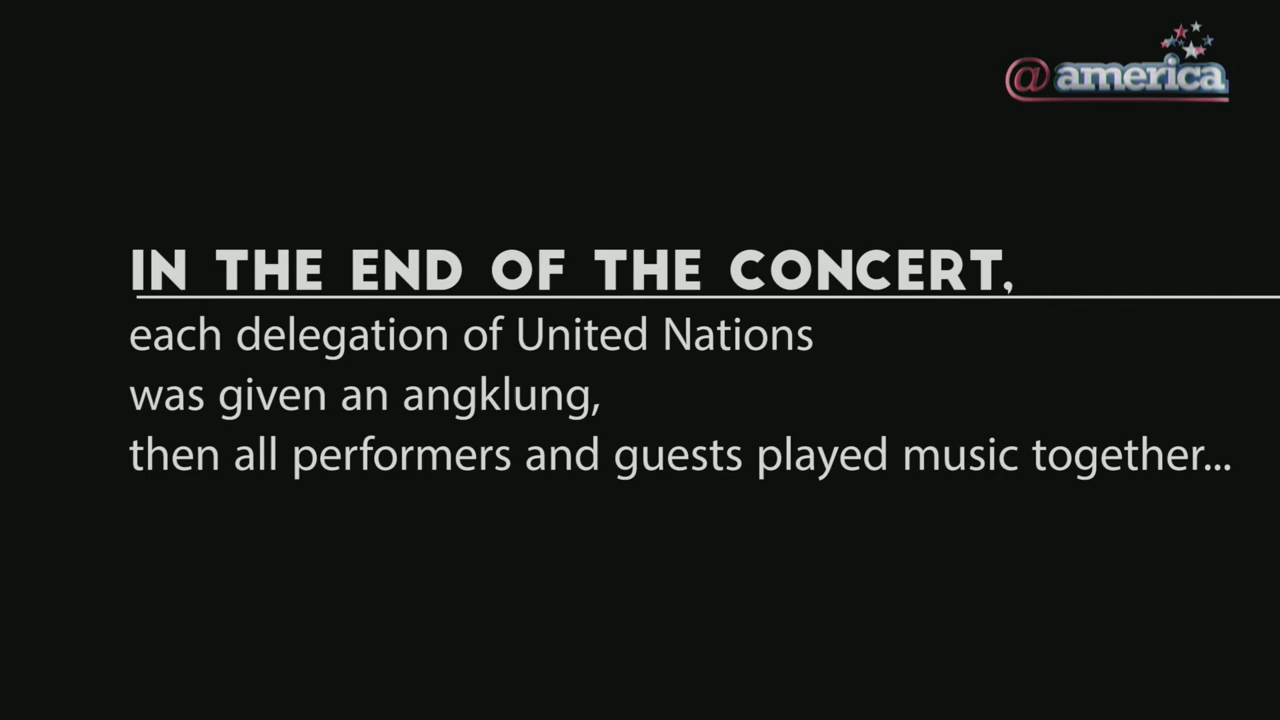 @america
IN THE END OF THE CONCERT,
each delegation of United Nations
was given an angklung,
then all performers and guests played music together...